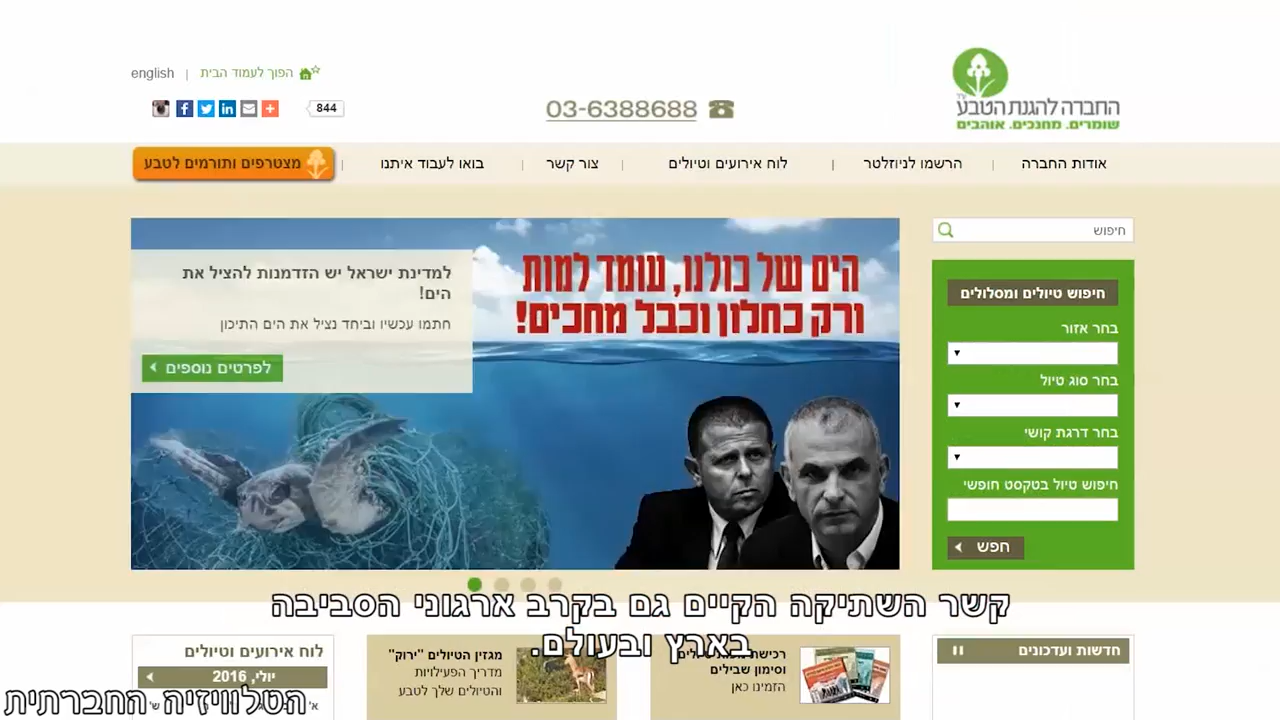 english | הפוך לעמוד הבית
844
03-6388688
החברה להגנת הטבע
שומרים. מחנכים. אוהבים
אודות החברה | הרשמו לניוזלטר | לוח אירועים וטיולים | צור קשר | בואו לעבוד איתנו | מצטרפים ותורמים לטבע
חיפוש
הים של כולנו, עומד למות
ורק כחלון וכבל מחכים!
למדינת ישראל יש הזדמנות להציל את
הים!
חתמו עכשיו וביחד נציל את הים התיכון
לפרטים נוספים
חיפוש טיולים ומסלולים
בחר אזור
בחר סוג טיול
בחר דרגת קושי
חיפוש טיול בטקסט חופשי
חפש
קשר השתיקה הקיים גם בקרב ארגוני הסביבה
בארץ ובעולם.
חדשות ועדכונים
רכישת
וסימון שבילים
הזמינו כאן
מגזין הטיולים "ירוק"
מדריך הפעילויות
והטיולים שלך לטבע
לוח אירועים וטיולים
יולי, 2016
הטלוויזיה החברתית